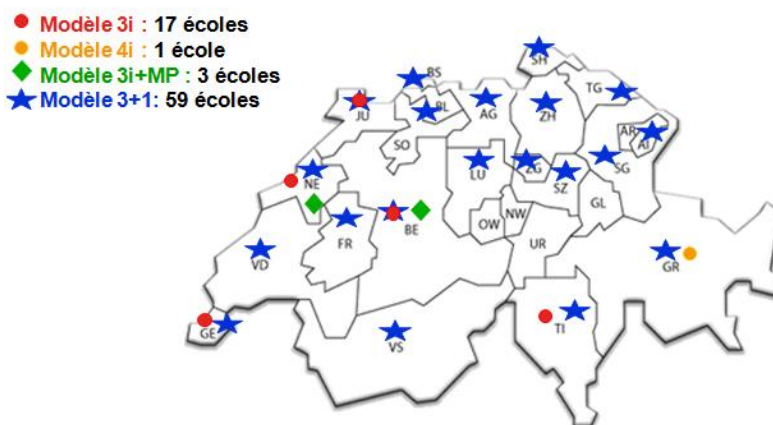 Modèle 3i : 17 écoles
Modèle 4i : 1 école
Modèle 3i+MP : 3 écoles
Modèle 3+1: 59 écoles
SH
BS
TG
JU
BL
AG
ZH
AR
AI
SO
NE
LU
ZG
SZ
SG
GL
OW
NW
BE
FR
UR
VD
GR
GE
TI
VS